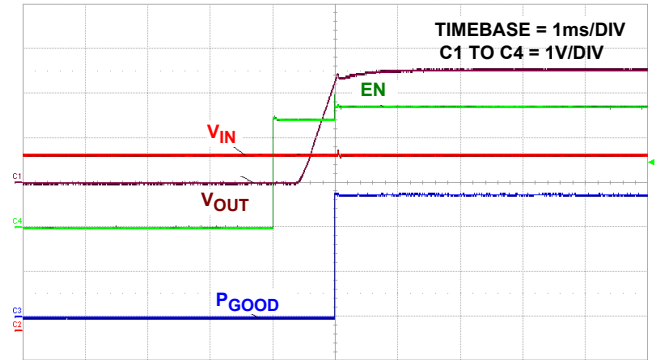 TIMEBASE = 1ms/DIV
C1 TO C4 = 1V/DIV
EN
VIN
C1
VOUT
C4
PGOOD
C3
C2